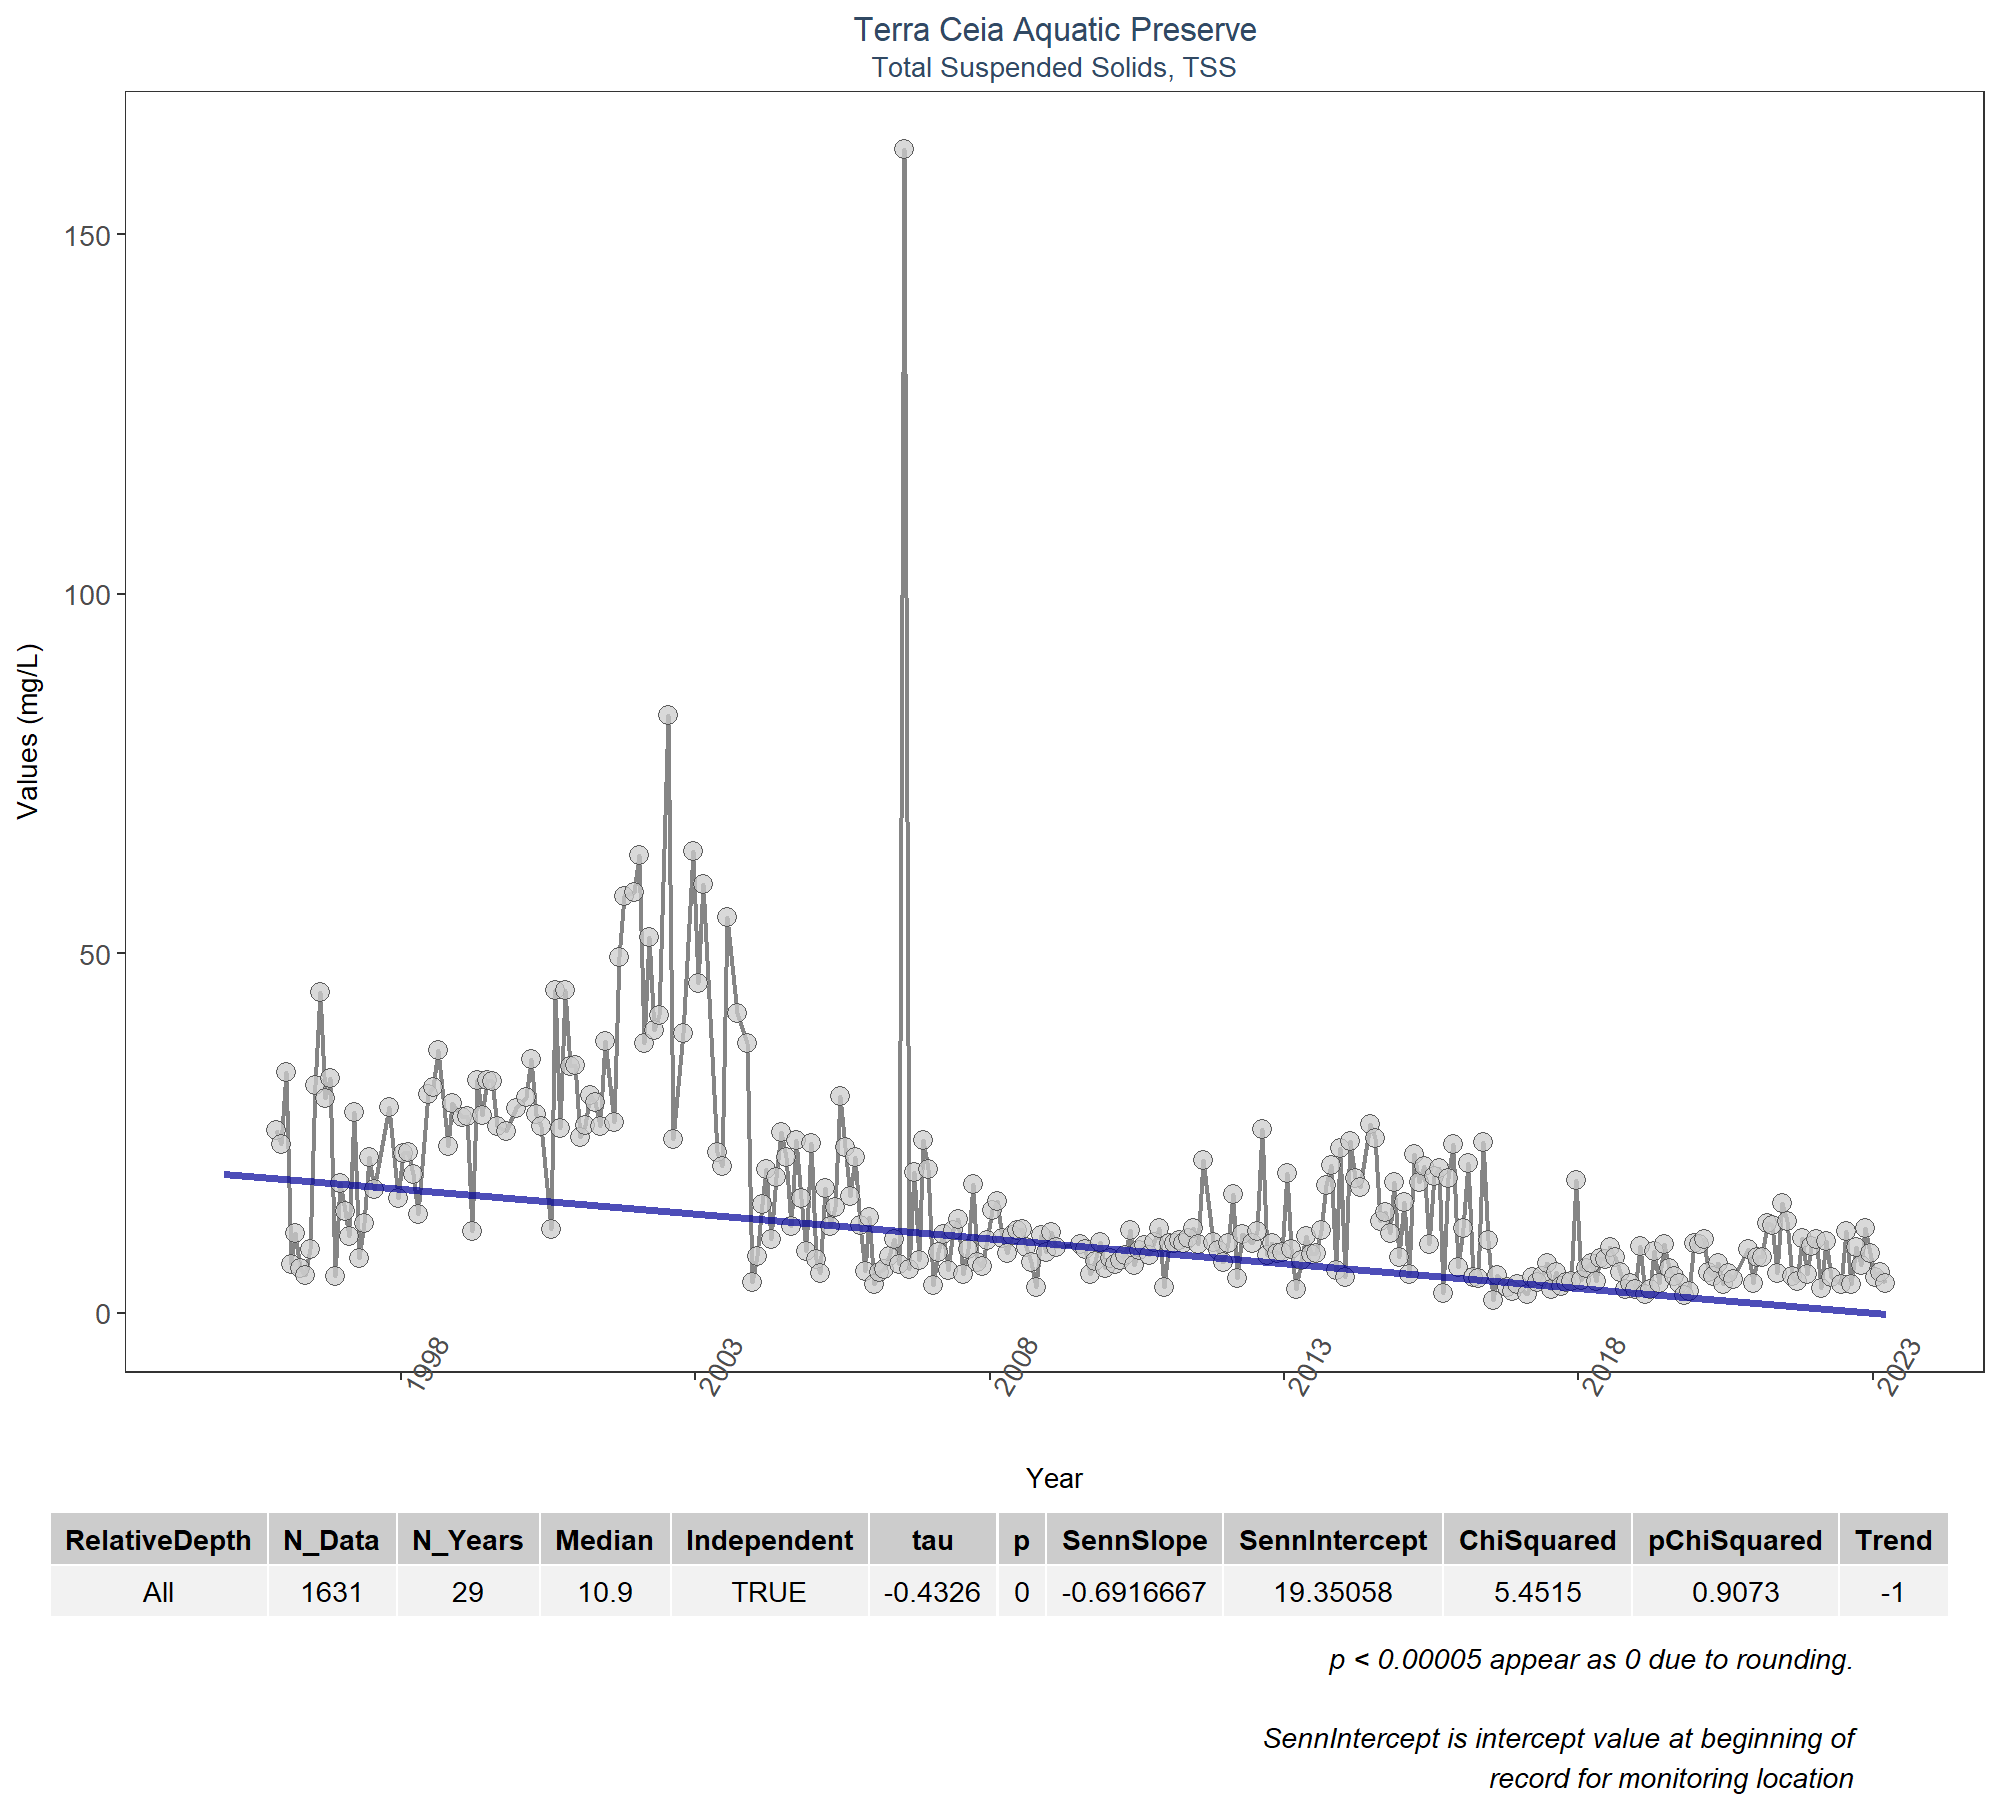 Terra Ceia Aquatic Preserve
Total Suspended Solids, TSS
Values (mg/L)
150
100
50
0
1998 2003 2008 2013 2018 2023
Year
RelativeDepth N_Data N_Years Median Independent tau p SennSlope SennIntercept ChiSquared pChiSquared Trend
All 1631 29 10.9 TRUE -0.4326 0 -0.6916667 19.35058 5.4515 0.9073 -1
p < 0.00005 appear as 0 due to rounding.
SennIntercept is intercept value at beginning of
record for monitoring location